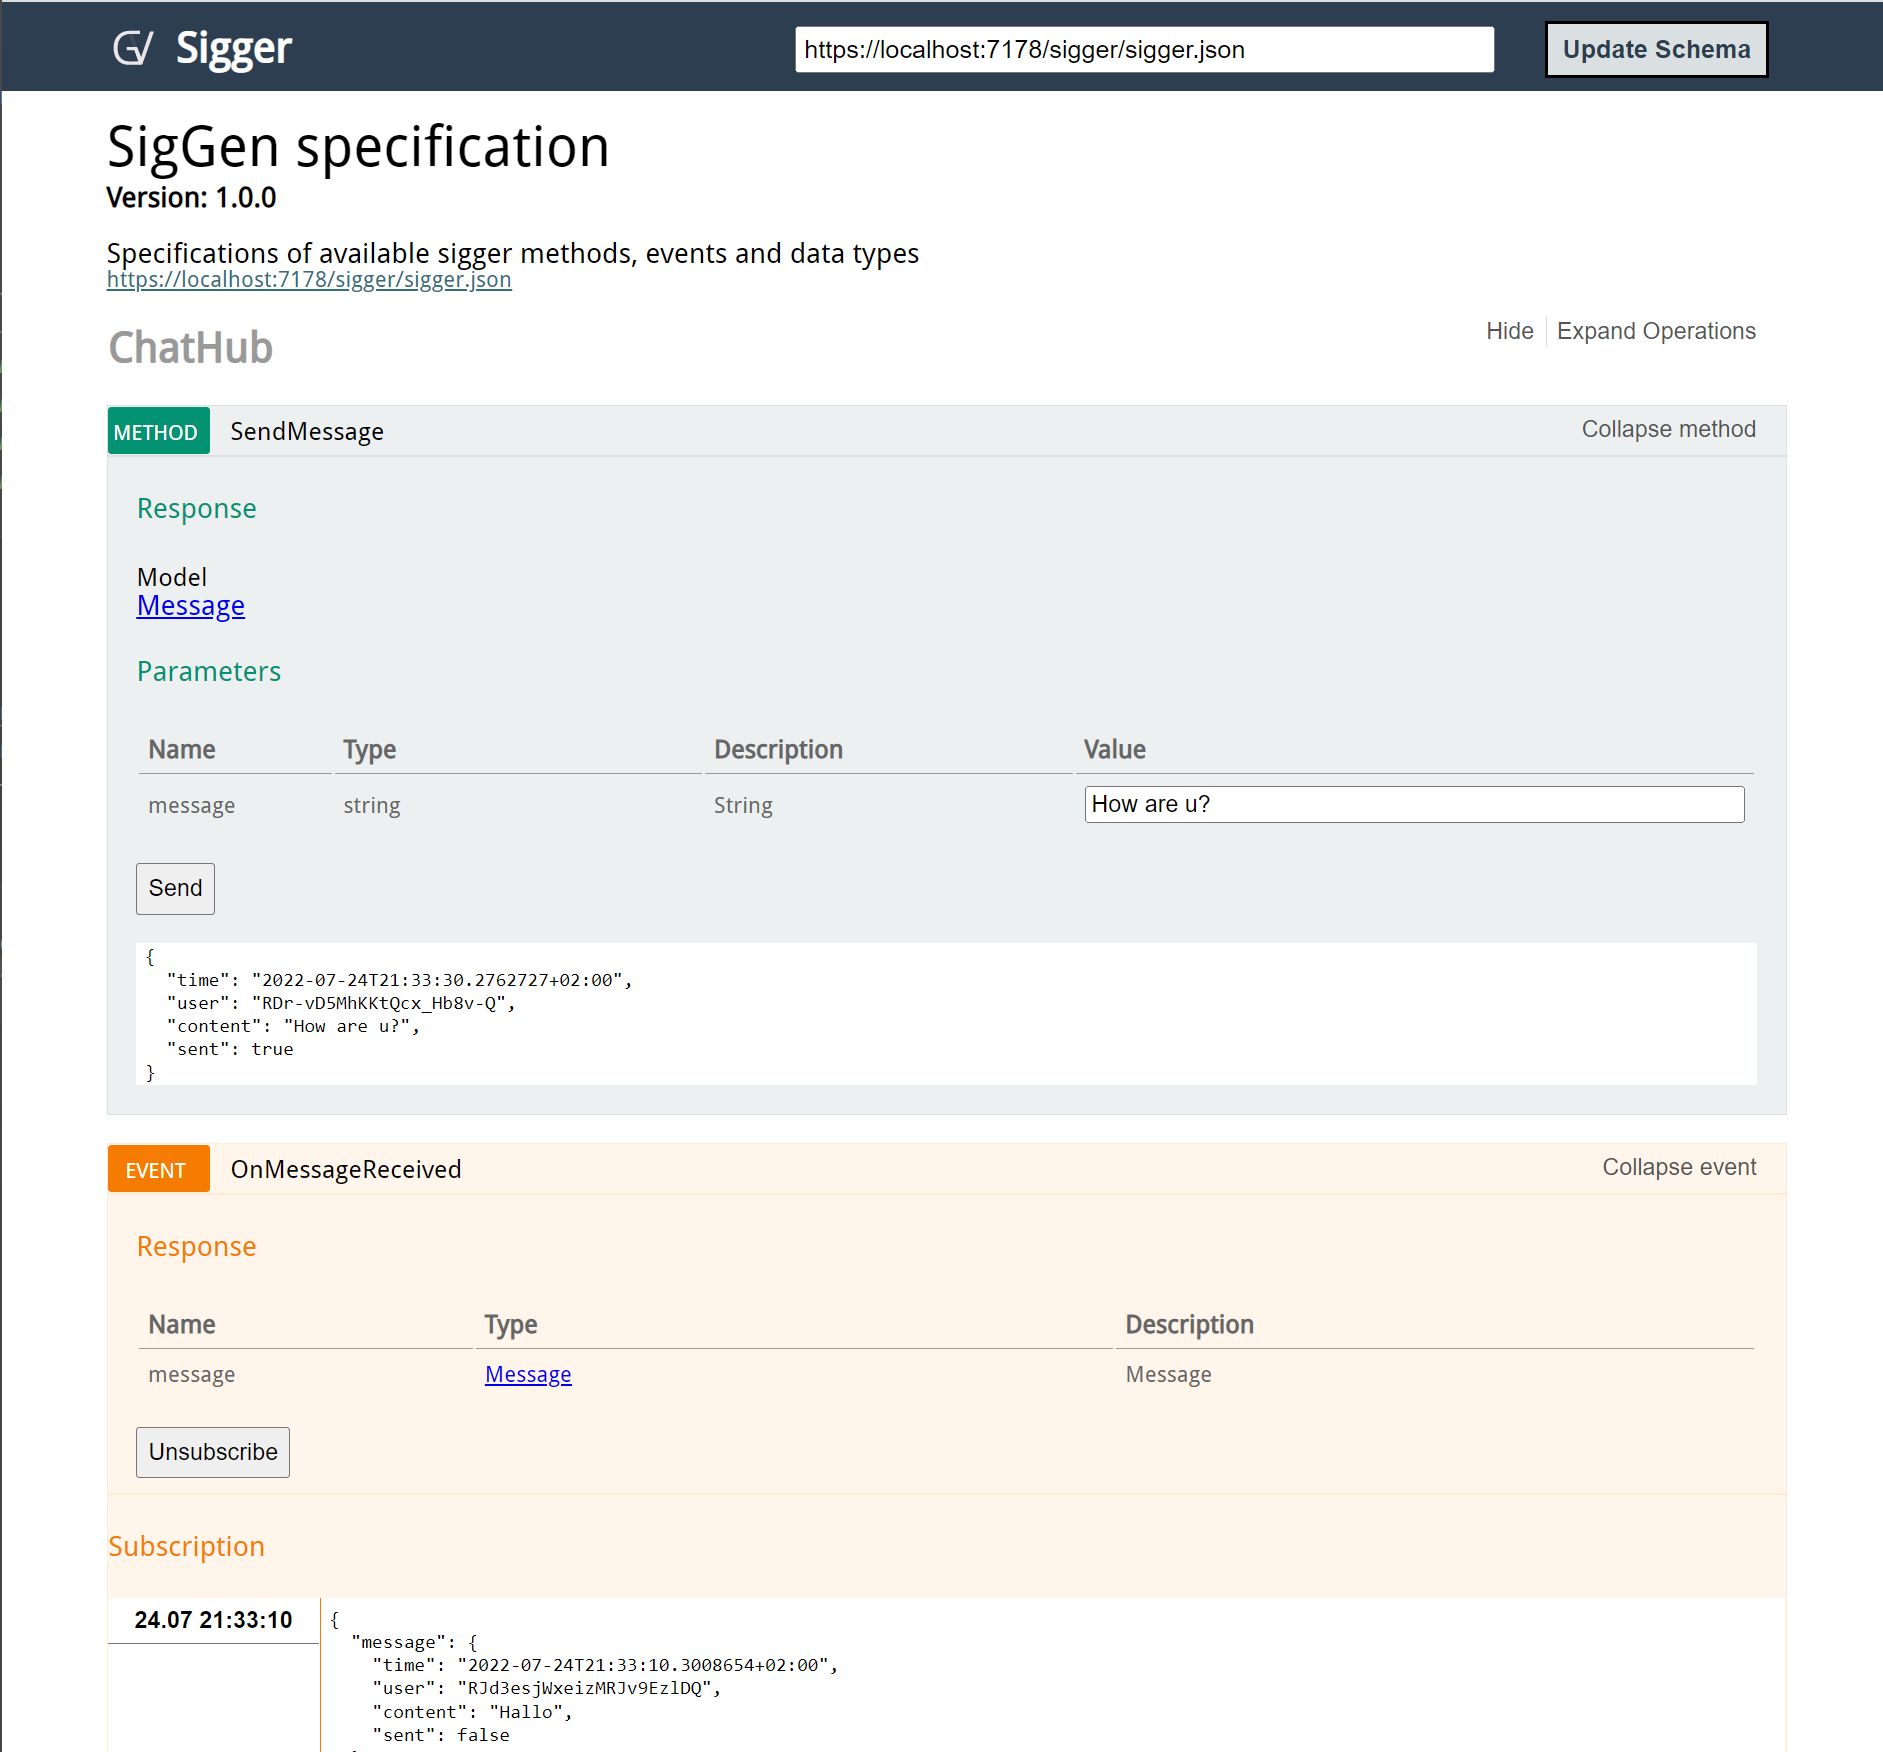 Sigger
https://localhost:7178/sigger/sigger.json
Update Schema
SigGen specification
Version: 1.0.0
Specifications of available sigger methods, events and data types
https://localhost:7178/sigger/sigger.json
ChatHub
Hide
Expand Operations
METHOD SendMessage
Collapse method
Response
Model
Message
Parameters
Name Type Description Value
message string String How are u?
Send
{
"time": "2022-07-24T21:33:30.2762727+02:00",
"user": "RDr-vD5MhKKtQcx_Hb8v-Q",
"content": "How are u?",
"sent": true
}
EVENT OnMessageReceived
Collapse event
Response
Name Type Description
message Message Message
Unsubscribe
Subscription
24.07 21:33:10
{
"message": {
"time": "2022-07-24T21:33:10.3008654+02:00",
"user": "RJd3esjWxeizMRJv9EzlDQ",
"content": "Hallo",
"sent": false